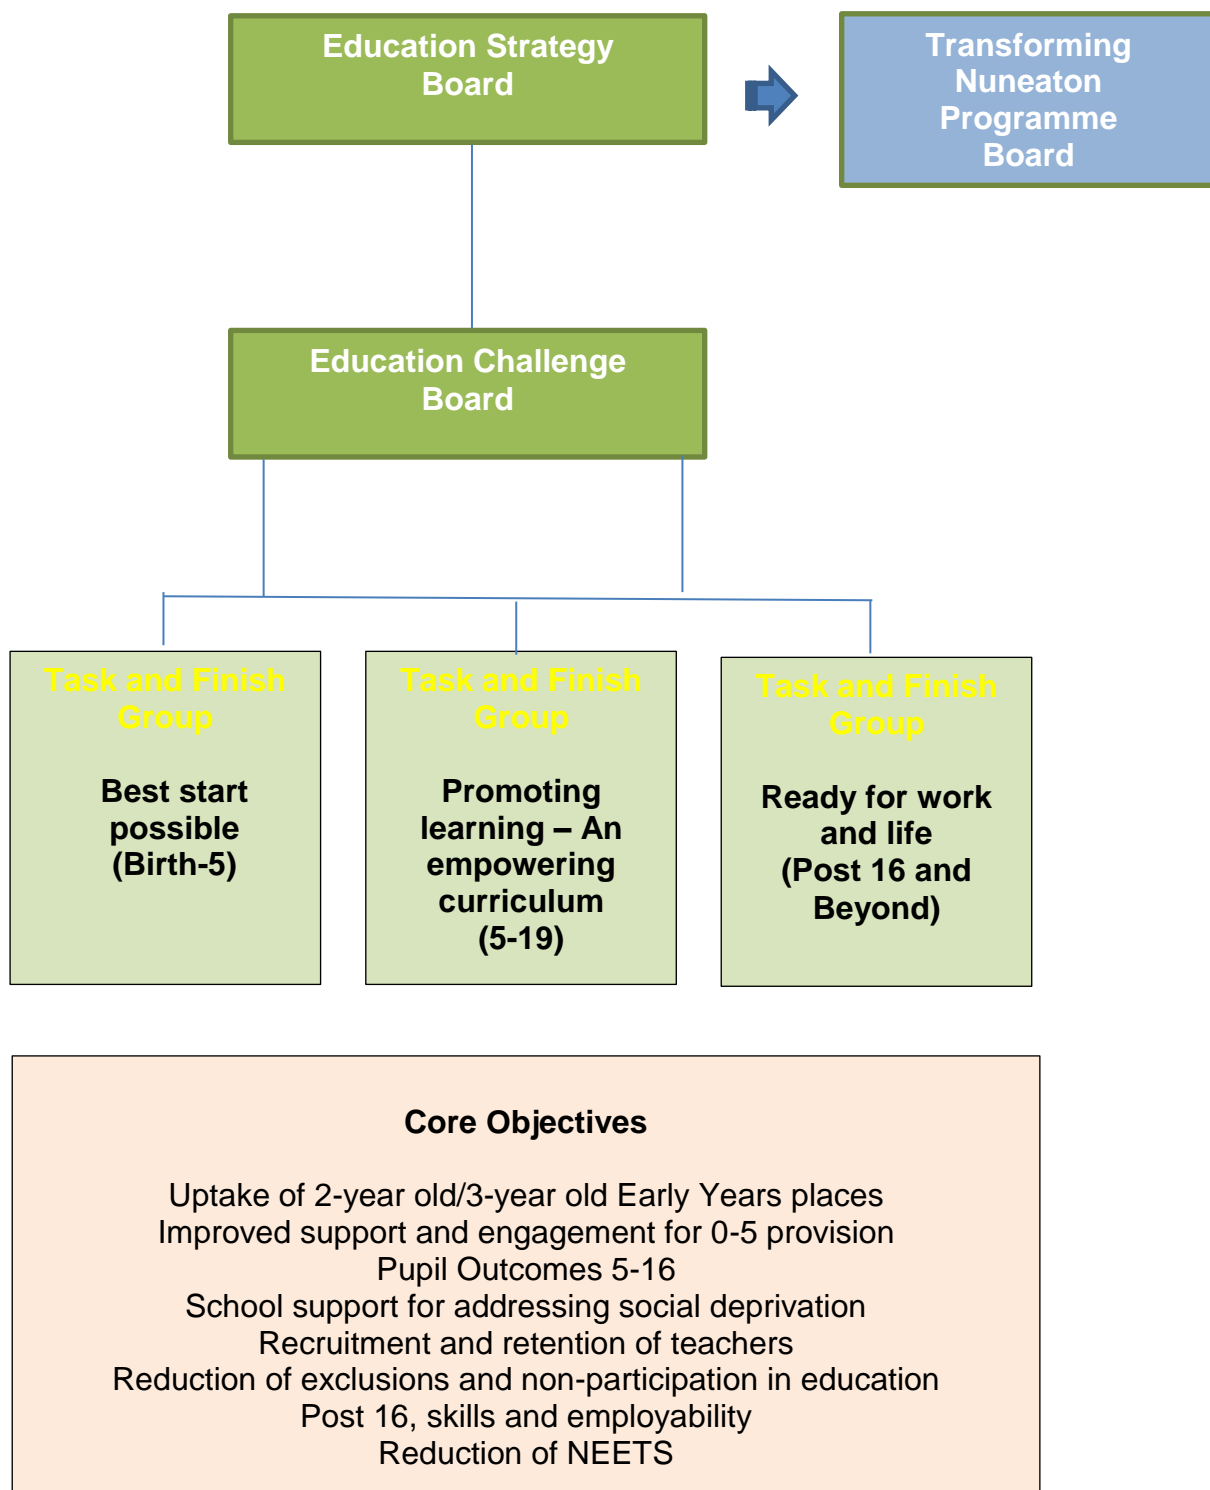 Education Strategy
Board
Transforming
Nuneaton
Programme
Board
Education Challenge
Board
Task and Finish
Group
Best start
possible
(Birth-5)
Task and Finish
Group
Promoting
learning – An
empowering
curriculum
(5-19)
Task and Finish
Group
Ready for work
and life
(Post 16 and
Beyond)
Core Objectives
Uptake of 2-year old/3-year old Early Years places
Improved support and engagement for 0-5 provision
Pupil Outcomes 5-16
School support for addressing social deprivation
Recruitment and retention of teachers
Reduction of exclusions and non-participation in education
Post 16, skills and employability
Reduction of NEETS